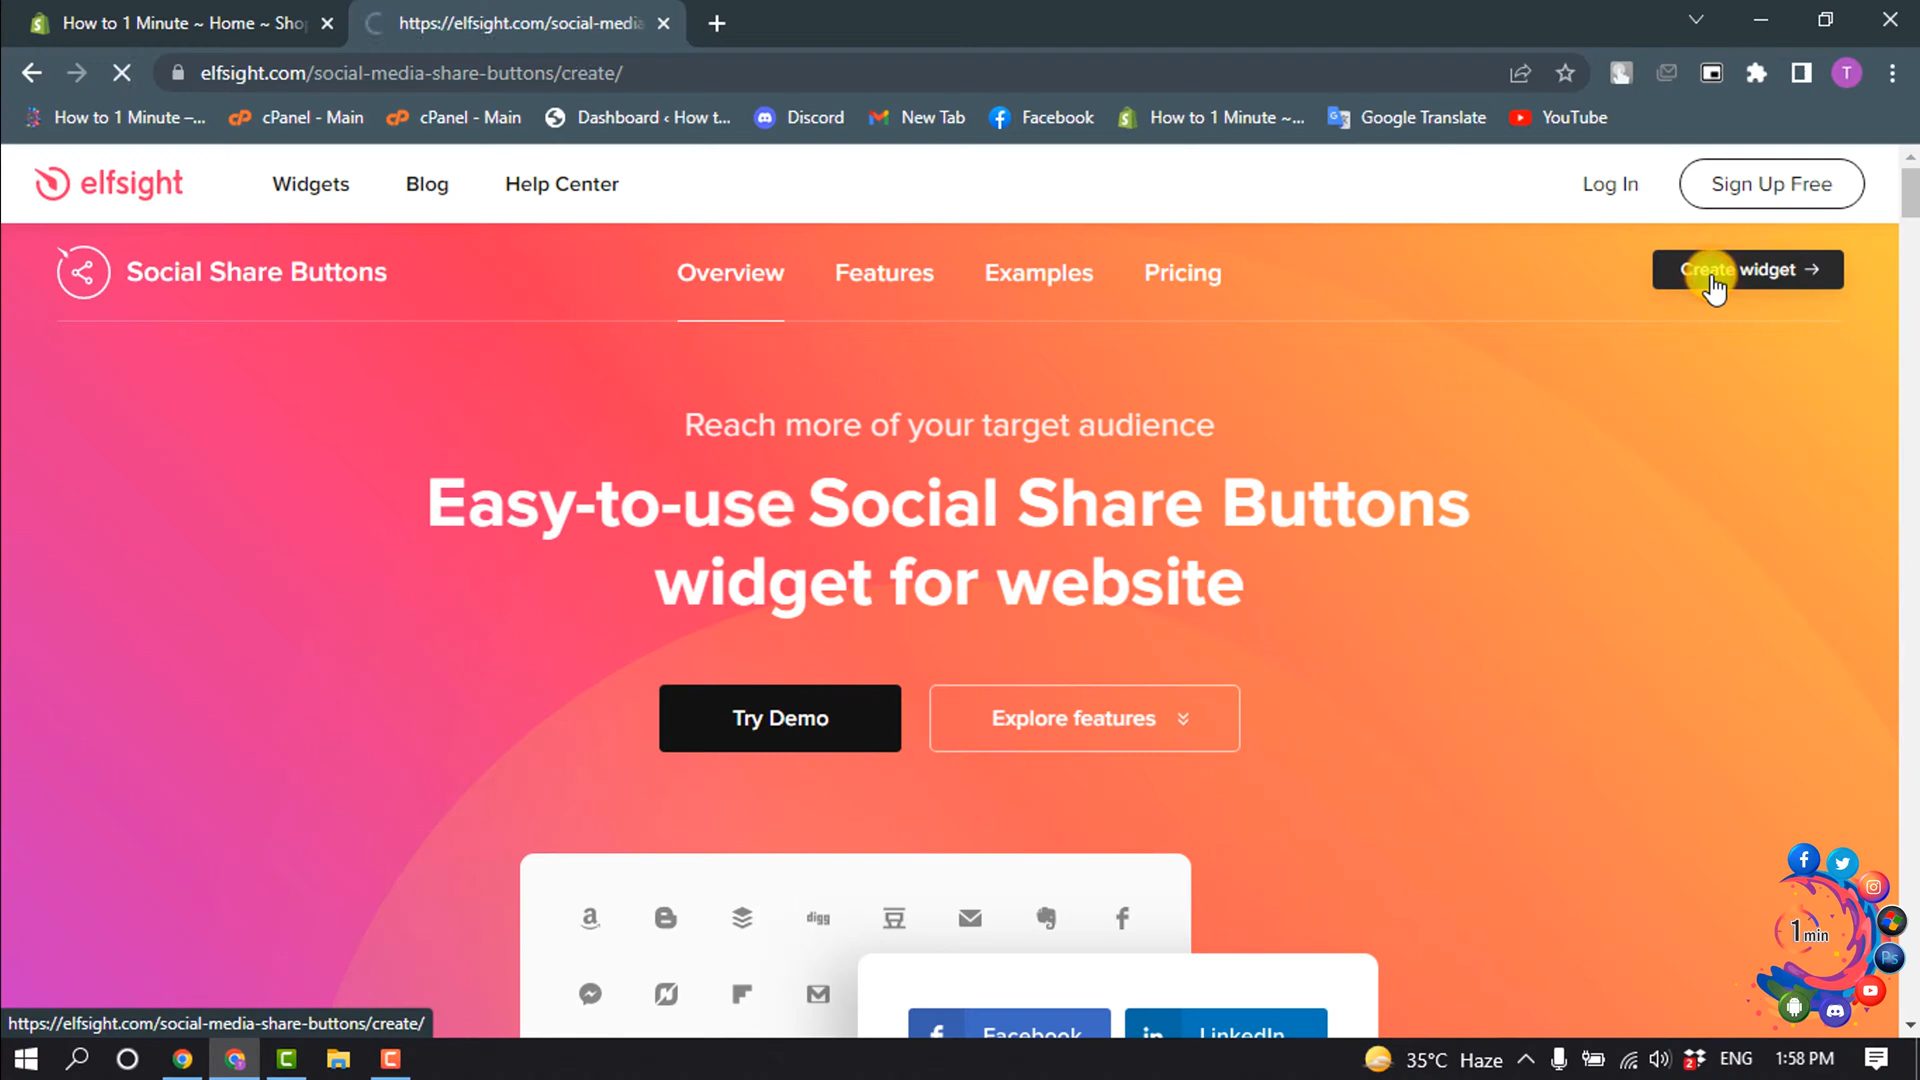 How to 1 Minute ~ Home ~ Sho
https://elfsight.com/social-media
elfsight.com/social-media-share-buttons/create/
T
How to 1 Minute –...
cPanel - Main
cPanel - Main
Dashboard ‹ How t...
Discord
New Tab
Facebook
How to 1 Minute ~...
Google Translate
YouTube
elfsight
Widgets
Blog
Help Center
Log In
Sign Up Free
Social Share Buttons
Overview
Features
Examples
Pricing
Create widget →
Reach more of your target audience
Easy-to-use Social Share Buttons
widget for website
Try Demo
Explore features
digg
Facebook
LinkedIn
1 min
Ps
https://elfsight.com/social-media-share-buttons/create/
35°C Haze
2
ENG
1:58 PM